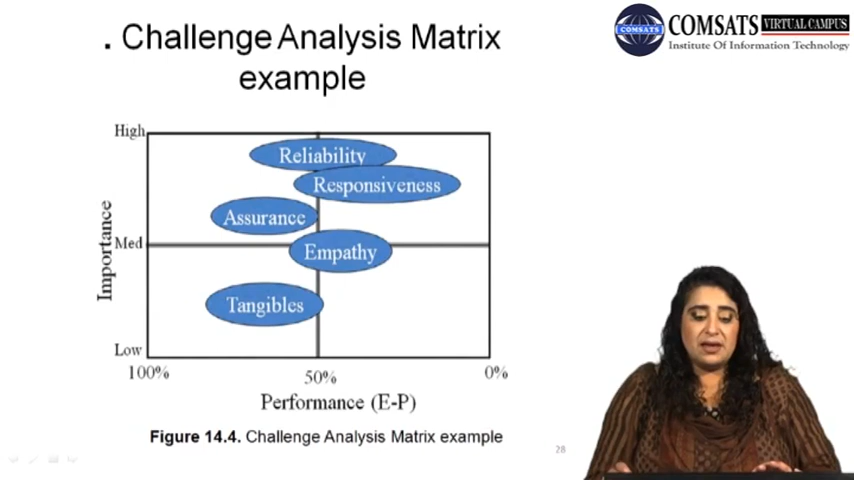 . Challenge Analysis Matrix
example
COMSATS
COMSATS VIRTUAL CAMPUS
Institute Of Information Technology
High
Reliability
Responsiveness
Assurance
Importance
Med
Empathy
Tangibles
Low
100%
50%
0%
Performance (E-P)
Figure 14.4. Challenge Analysis Matrix example
28